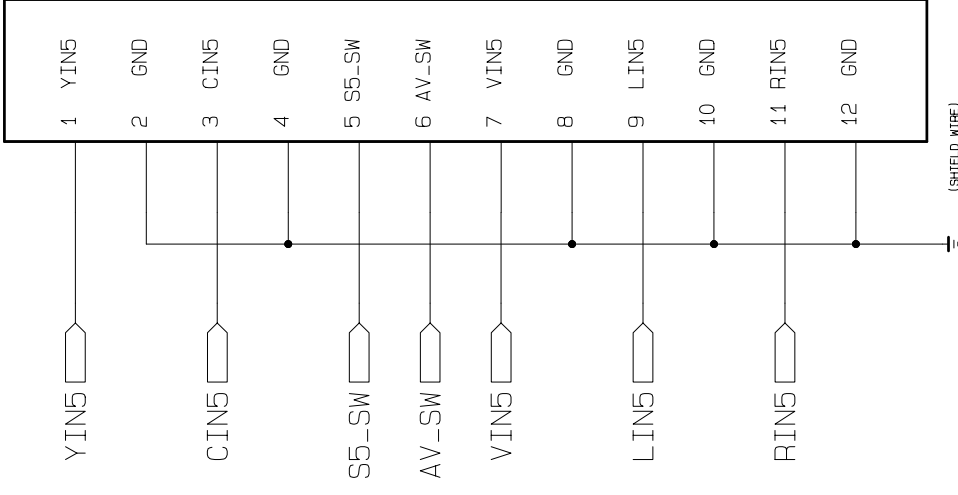 1 YIN5
2 GND
3 CIN5
4 GND
5 S5_SW
6 AV_SW
7 VIN5
8 GND
9 LIN5
10 GND
11 RIN5
12 GND
(SHIELD WIRE)
YIN5
CIN5
S5_SW
AV_SW
VIN5
LIN5
RIN5